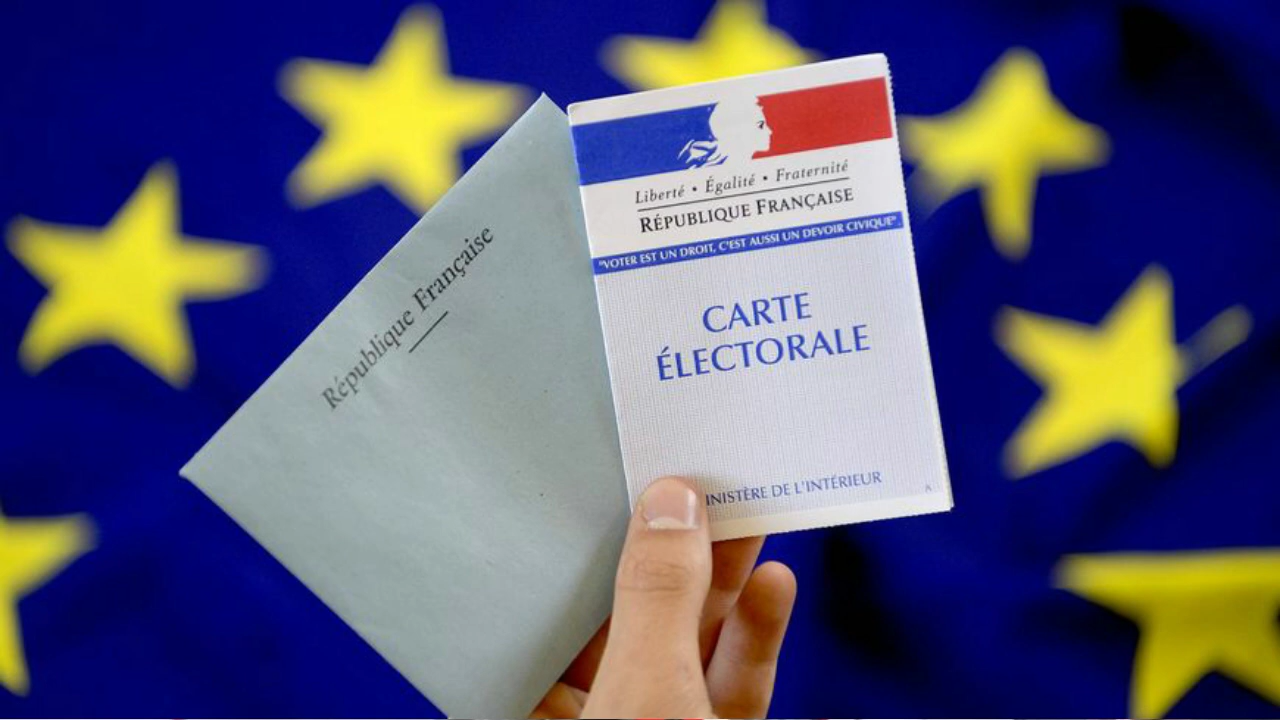 République Française
Liberté • Égalité • Fraternité
RÉPUBLIQUE FRANÇAISE
"VOTER EST UN DROIT, C'EST AUSSI UN DEVOIR CIVIQUE"
CARTE
ÉLECTORALE
INISTÈRE DE L'INTÉRIEUR